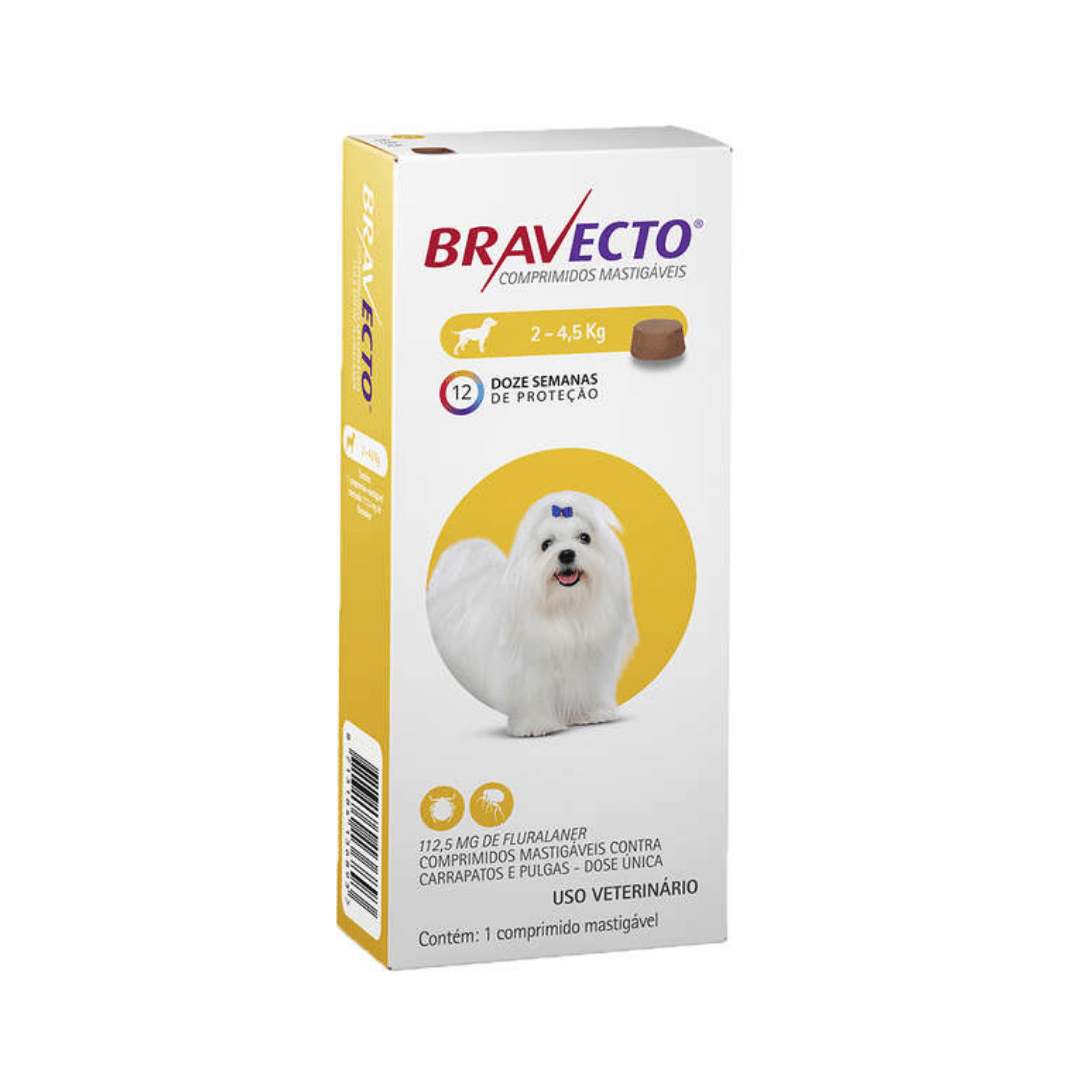 BRAVECTO®
COMPRIMIDOS MASTIGÁVEIS
2 – 4,5 Kg
12
DOZE SEMANAS
DE PROTEÇÃO
112,5 MG DE FLURALANER
COMPRIMIDOS MASTIGÁVEIS CONTRA
CARRAPATOS E PULGAS - DOSE ÚNICA
USO VETERINÁRIO
Contém: 1 comprimido mastigável
BRAVECTO